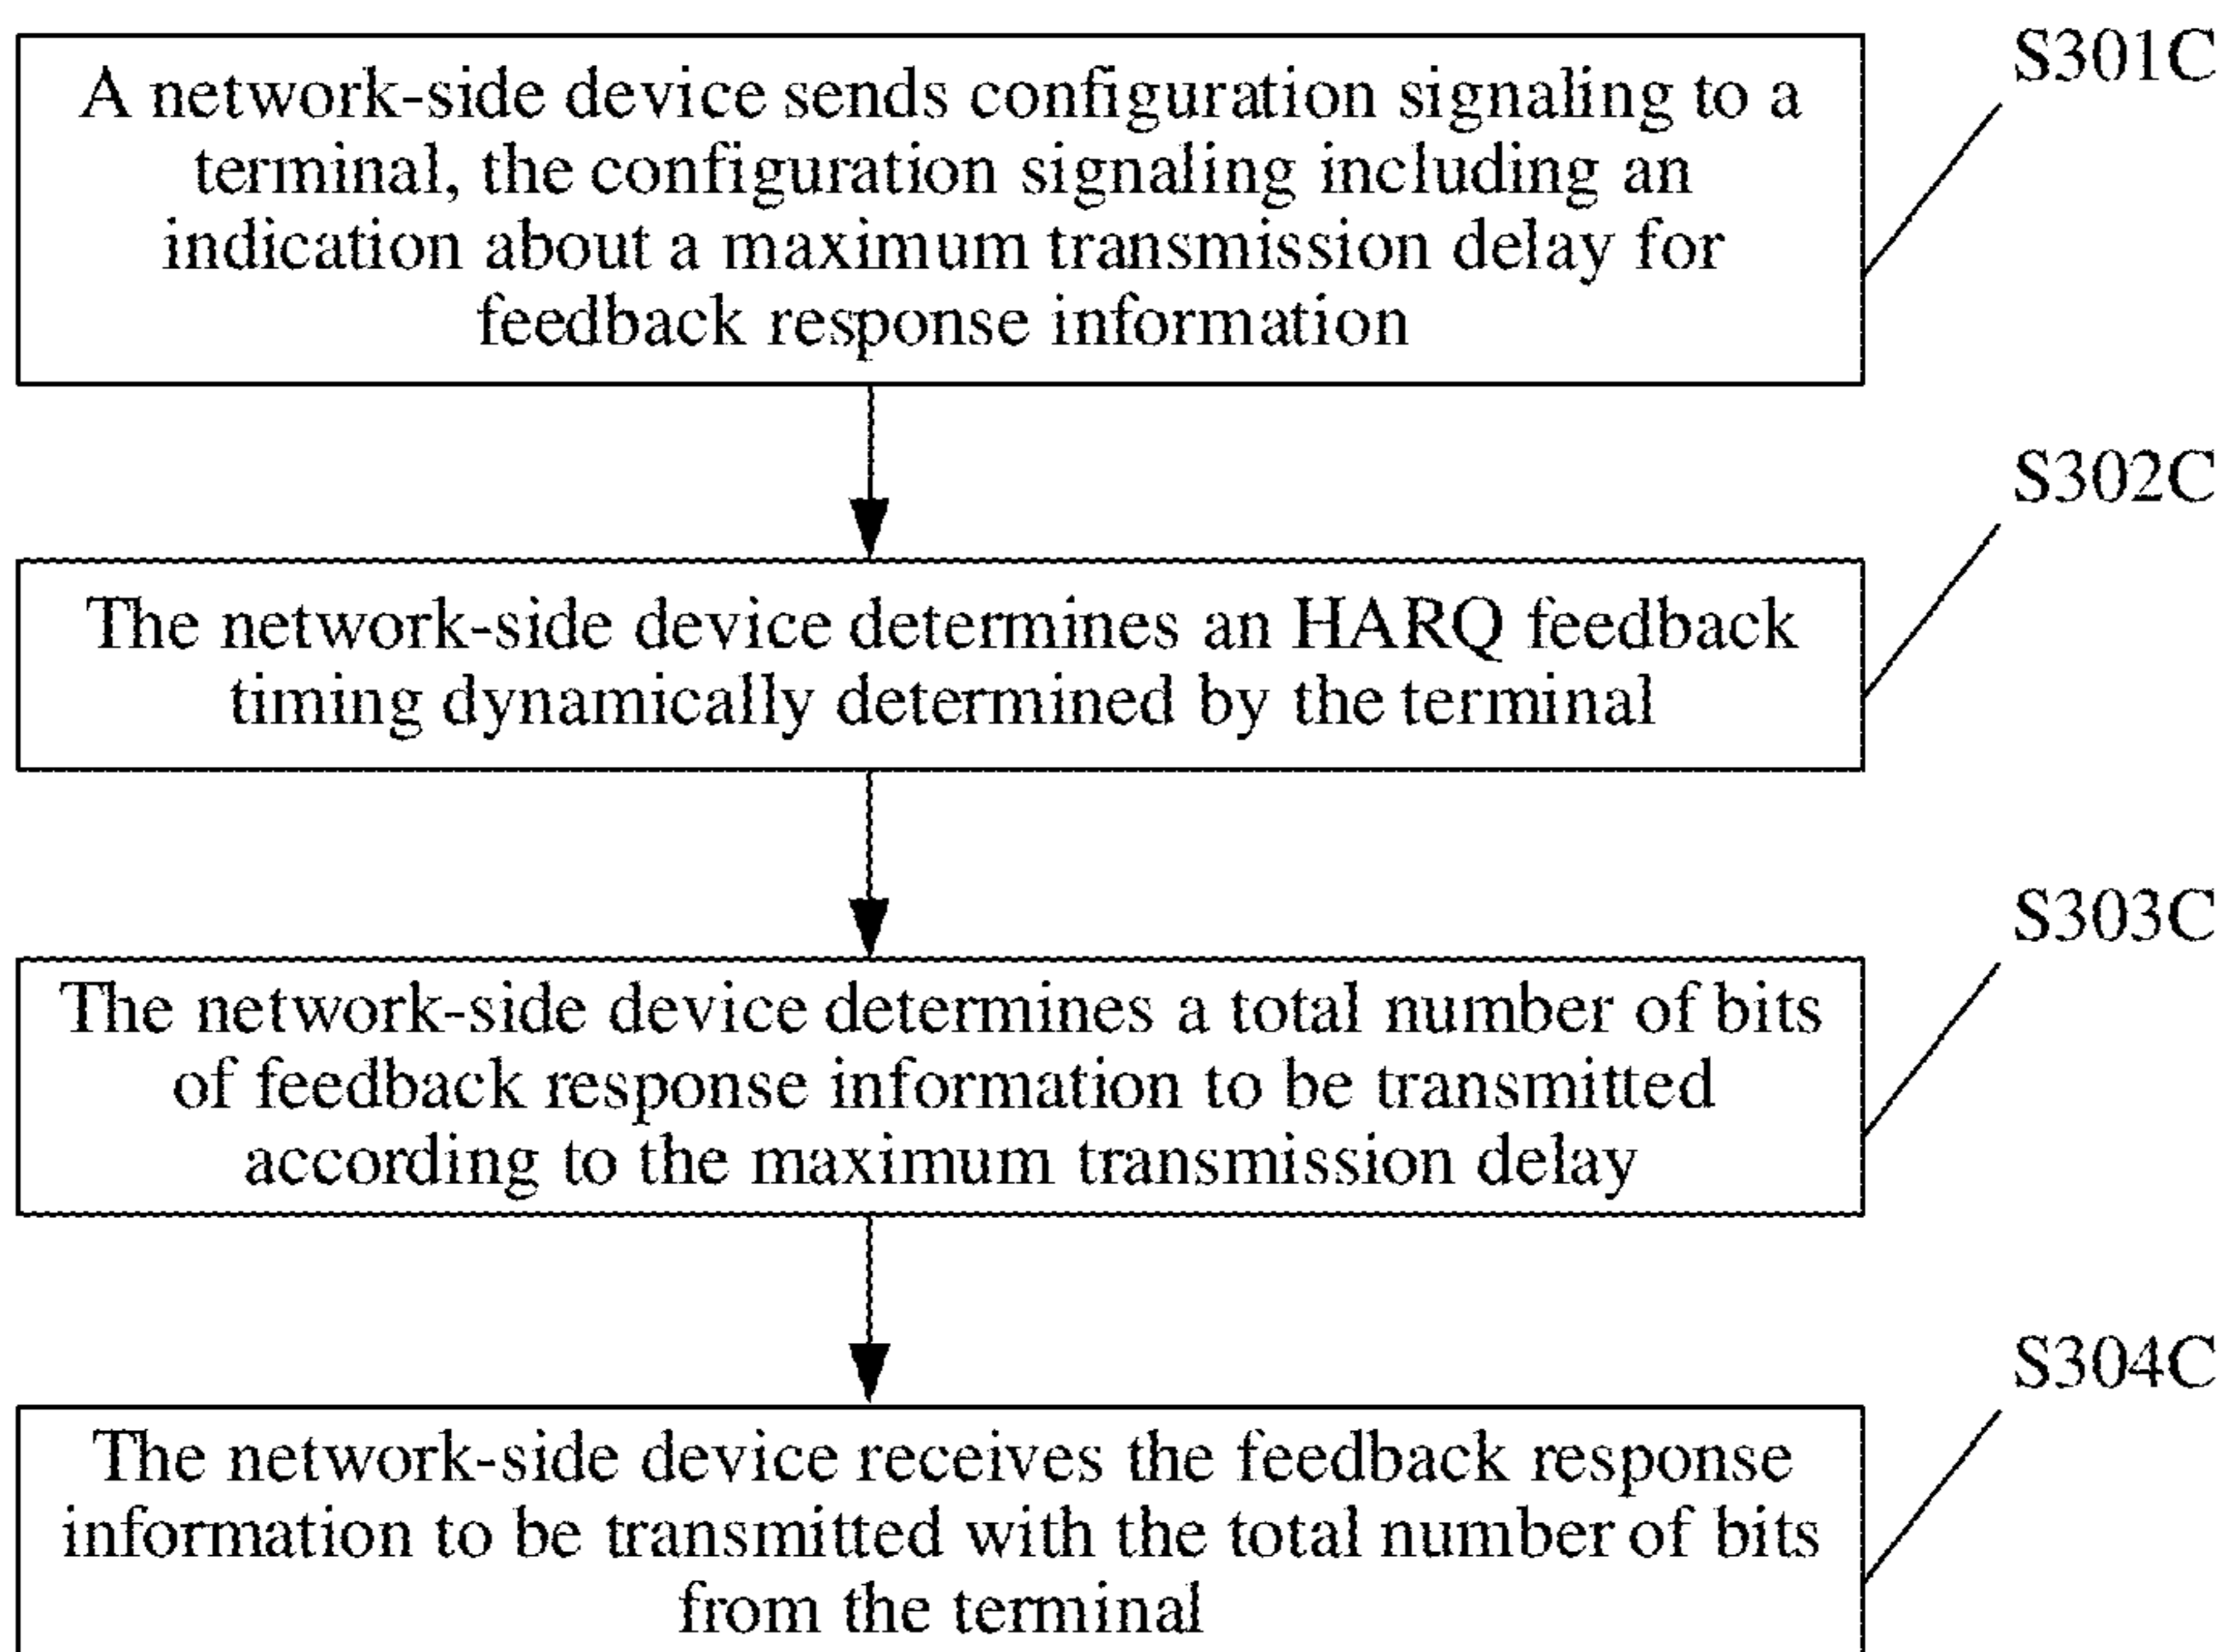 S301C
A network-side device sends configuration signaling to a
terminal, the configuration signaling including an
indication about a maximum transmission delay for
feedback response information
S302C
The network-side device determines an HARQ feedback
timing dynamically determined by the terminal
S303C
The network-side device determines a total number of bits
of feedback response information to be transmitted
according to the maximum transmission delay
S304C
The network-side device receives the feedback response
information to be transmitted with the total number of bits
from the terminal